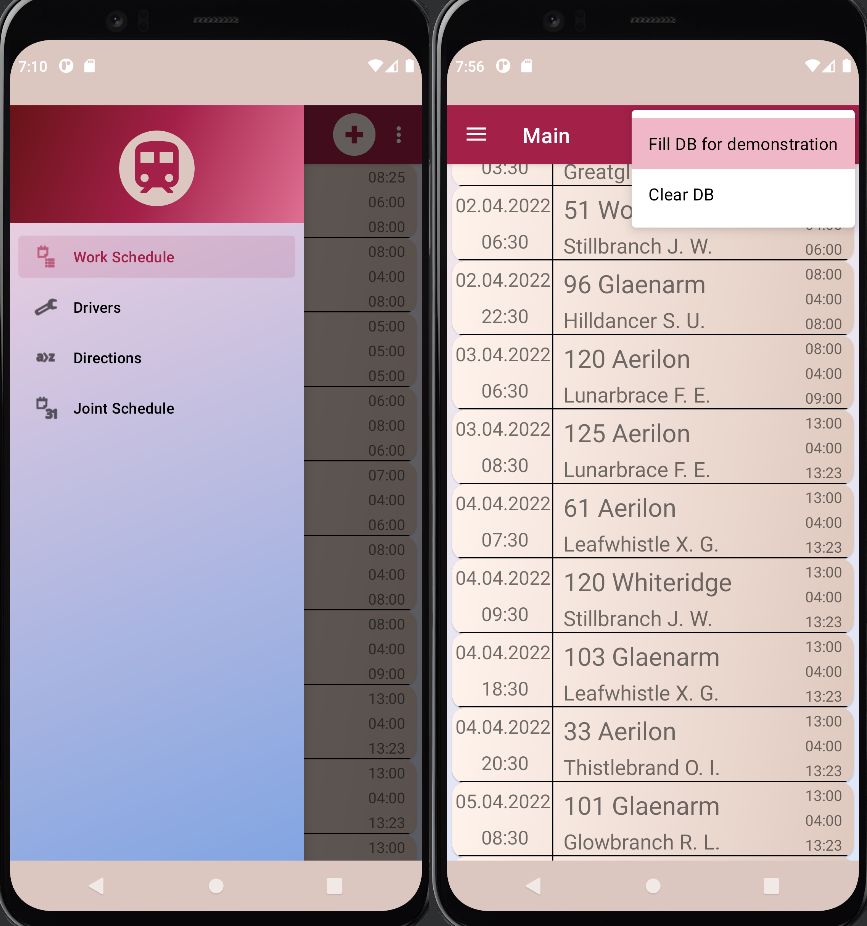 7:10
08:25
06:00
08:00
Work Schedule
08:00
Drivers
04:00
08:00
05:00
Directions
05:00
05:00
Joint Schedule
06:00
08:00
06:00
07:00
04:00
06:00
08:00
04:00
08:00
08:00
04:00
09:00
13:00
04:00
13:23
13:00
04:00
13:23
13:00
7:56
Main
Fill DB for demonstration
Clear DB
03:30
Greatgl
02.04.2022
51 Wo
06:30
Stillbranch J. W.
06:00
02.04.2022
96 Glaenarm
08:00
04:00
22:30
Hilldancer S. U.
08:00
03.04.2022
120 Aerilon
08:00
04:00
06:30
Lunarbrace F. E.
09:00
03.04.2022
125 Aerilon
13:00
04:00
08:30
Lunarbrace F. E.
13:23
04.04.2022
61 Aerilon
13:00
04:00
07:30
Leafwhistle X. G.
13:23
04.04.2022
120 Whiteridge
13:00
04:00
09:30
Stillbranch J. W.
13:23
04.04.2022
103 Glaenarm
13:00
04:00
18:30
Leafwhistle X. G.
13:23
04.04.2022
33 Aerilon
13:00
04:00
20:30
Thistlebrand O. I.
13:23
05.04.2022
101 Glaenarm
13:00
04:00
08:30
Glowbranch R. L.
13:23